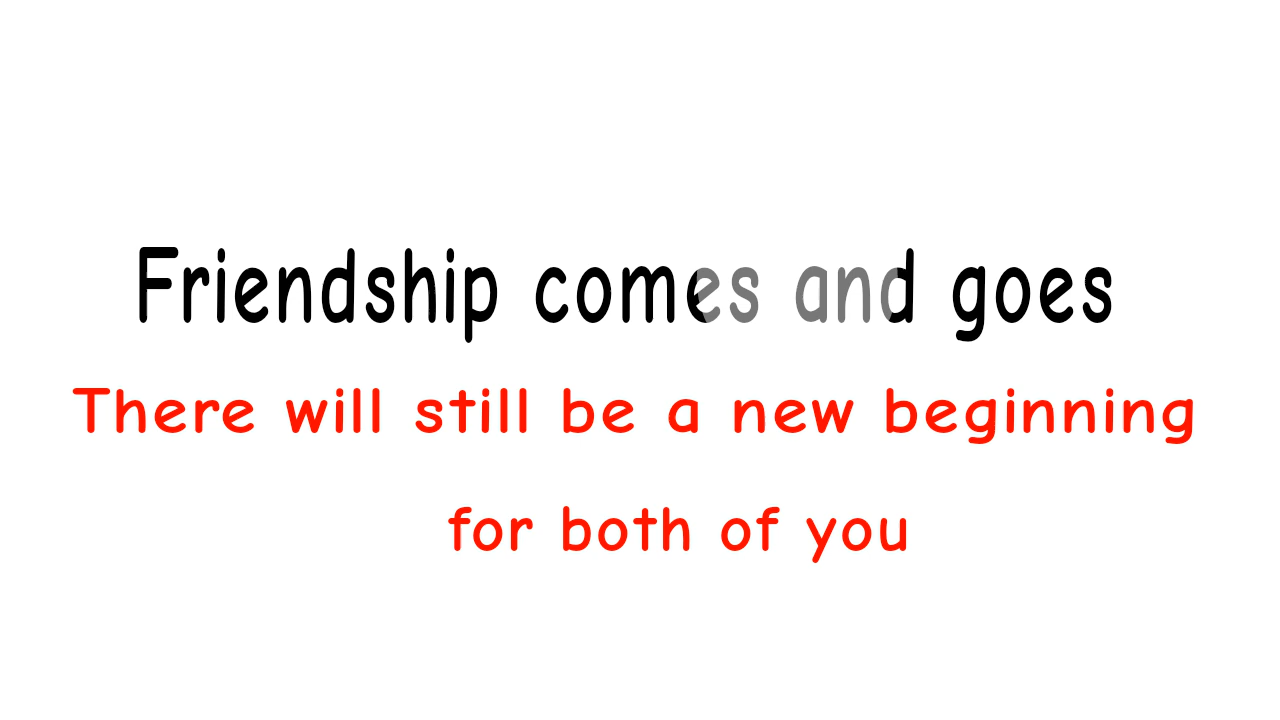 Friendship comes and goes
There will still be a new beginning
for both of you